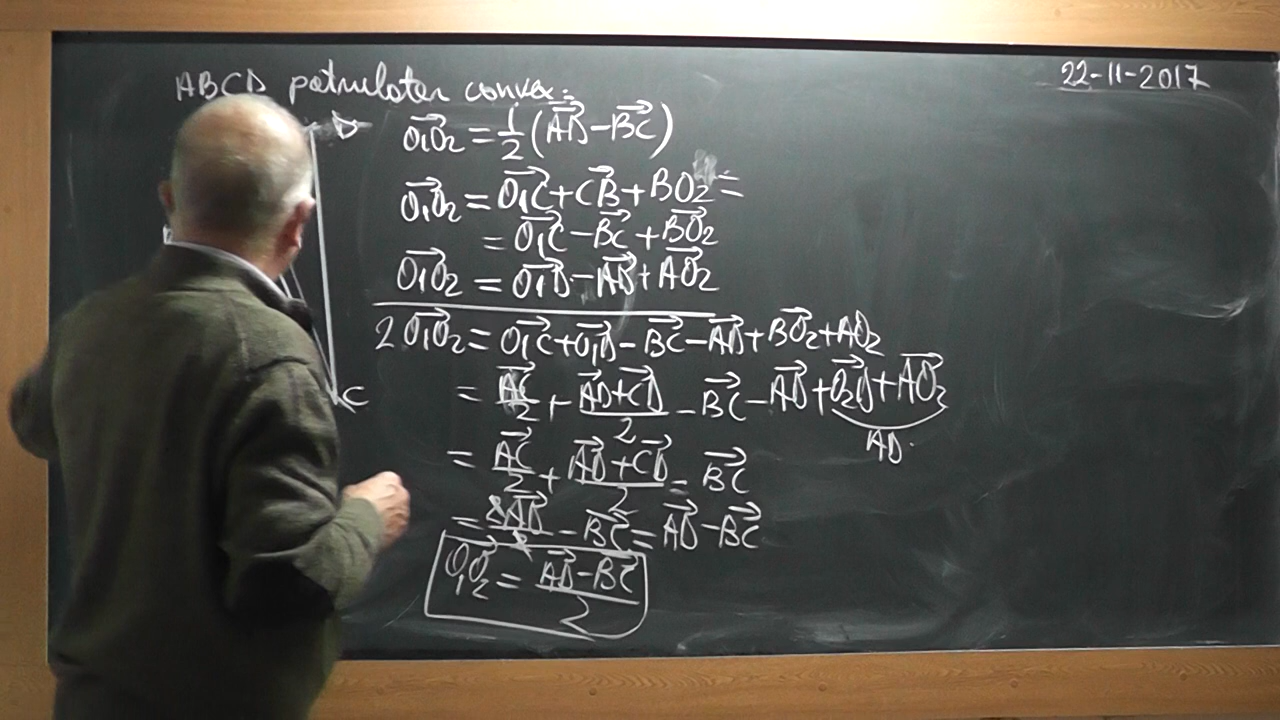 22-11-2017
ABCD patrulater convex.
D
O₁O₂ = 1/2 (AD - BC)
O₁O₂ = O₁C + CB + BO₂ =
= O₁C - BC + BO₂
O₁O₂ = O₁D - AD + AO₂
2 O₁O₂ = O₁C + O₁D - BC - AD + BO₂ + AO₂
C
= AC/2 + (AD + CD)/2 - BC - AD + O₂D + AO₂
AD.
= AC/2 + (AD + CD)/2 - BC
= 2AD/2 - BC = AD - BC
O₁O₂ = (AD - BC)/2